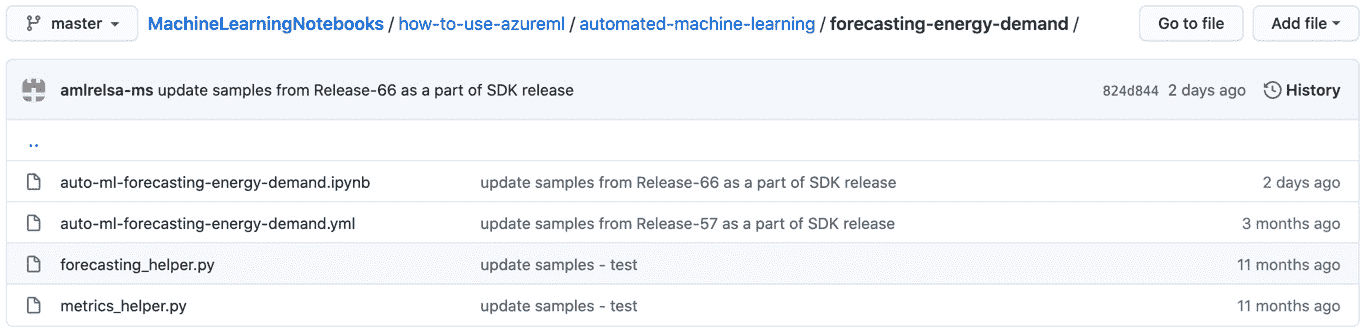 master MachineLearningNotebooks / how-to-use-azureml / automated-machine-learning / forecasting-energy-demand / Go to file Add file
amlrelsa-ms update samples from Release-66 as a part of SDK release 824d844 2 days ago History
..
auto-ml-forecasting-energy-demand.ipynb update samples from Release-66 as a part of SDK release 2 days ago
auto-ml-forecasting-energy-demand.yml update samples from Release-57 as a part of SDK release 3 months ago
forecasting_helper.py update samples - test 11 months ago
metrics_helper.py update samples - test 11 months ago